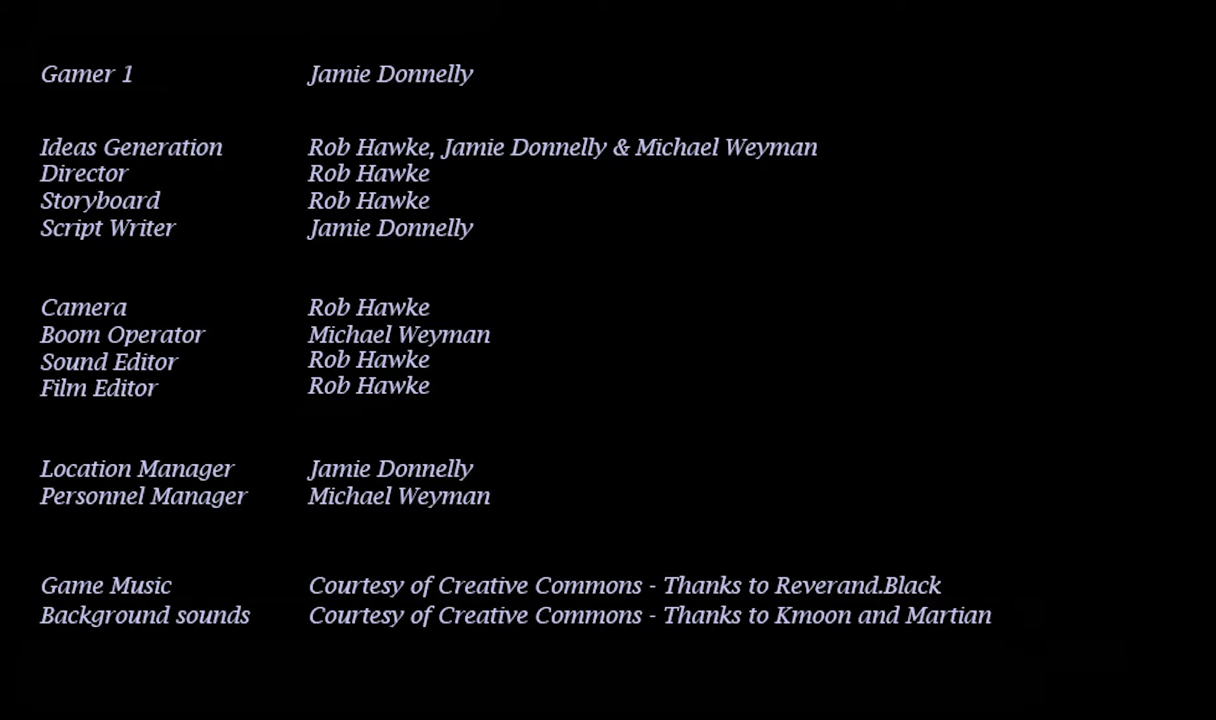 Gamer 1 Jamie Donnelly
Ideas Generation Rob Hawke, Jamie Donnelly & Michael Weyman
Director Rob Hawke
Storyboard Rob Hawke
Script Writer Jamie Donnelly
Camera Rob Hawke
Boom Operator Michael Weyman
Sound Editor Rob Hawke
Film Editor Rob Hawke
Location Manager Jamie Donnelly
Personnel Manager Michael Weyman
Game Music Courtesy of Creative Commons - Thanks to Reverand.Black
Background sounds Courtesy of Creative Commons - Thanks to Kmoon and Martian